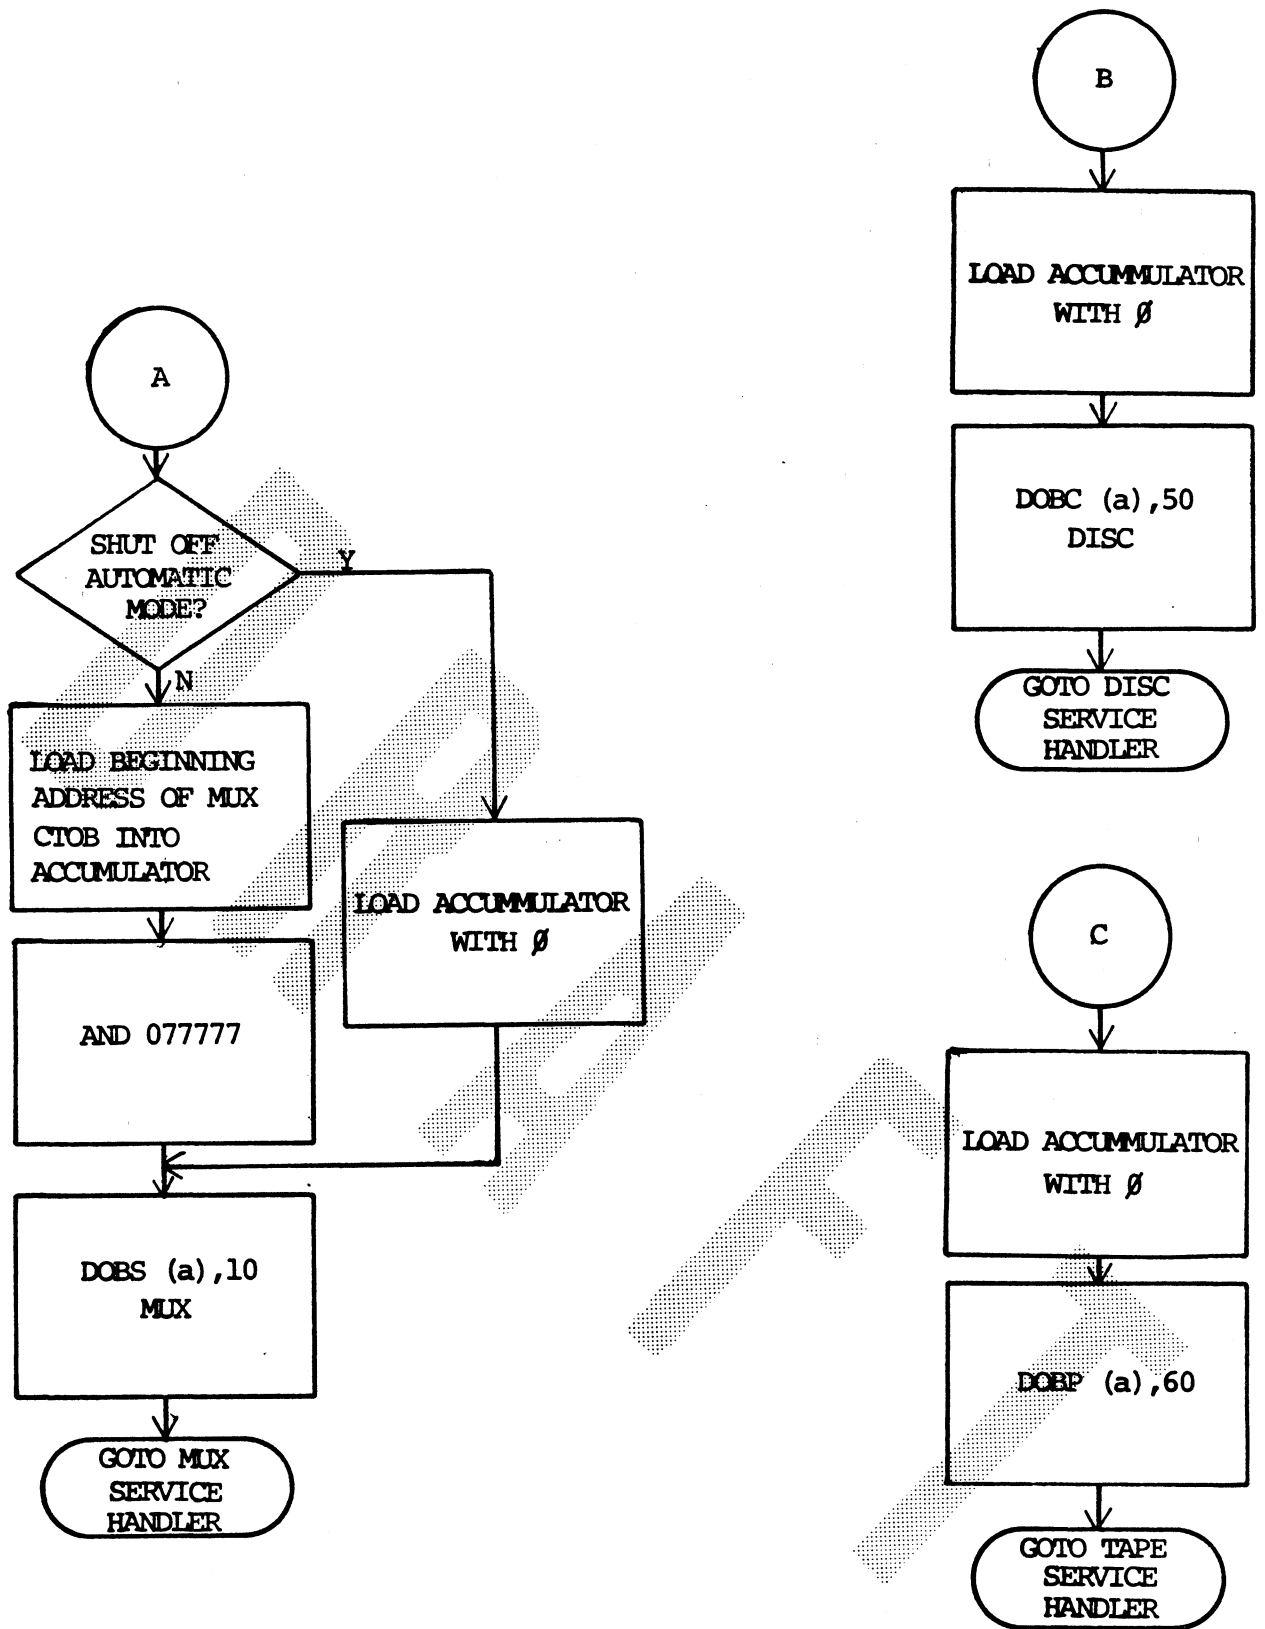 A
SHUT OFF
AUTOMATIC
MODE?
Y
N
LOAD BEGINNING
ADDRESS OF MUX
CTOB INTO
ACCUMULATOR
LOAD ACCUMMULATOR
WITH Ø
AND 077777
DOBS (a),10
MUX
GOTO MUX
SERVICE
HANDLER
B
LOAD ACCUMMULATOR
WITH Ø
DOBC (a),50
DISC
GOTO DISC
SERVICE
HANDLER
C
LOAD ACCUMMULATOR
WITH Ø
DOBP (a),60
GOTO TAPE
SERVICE
HANDLER
DRAFT